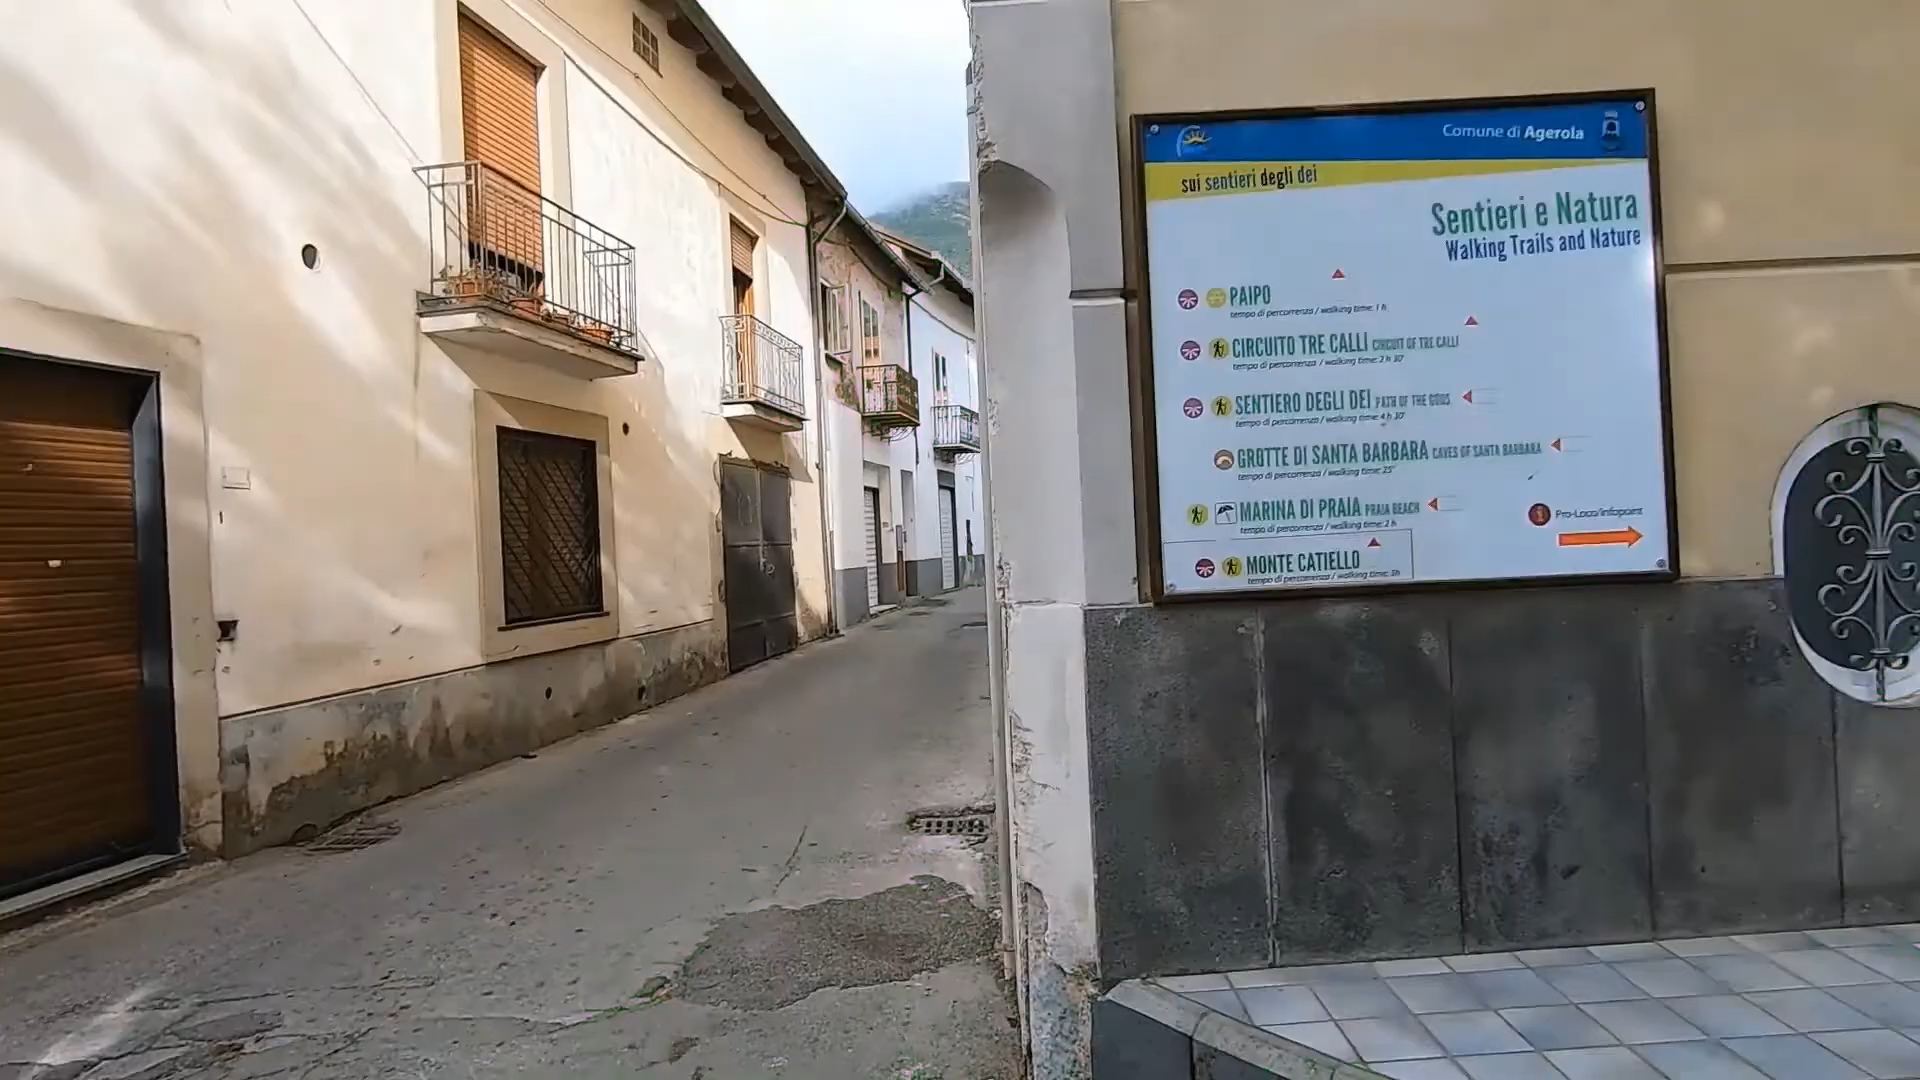 Comune di Agerola
sui sentieri degli dei
Sentieri e Natura
Walking Trails and Nature
PAIPO
tempo di percorrenza / walking time: 1 h
CIRCUITO TRE CALLI CIRCUIT OF TRE CALLI
tempo di percorrenza / walking time: 2 h 30'
SENTIERO DEGLI DEI PATH OF THE GODS
tempo di percorrenza / walking time: 4 h 30'
GROTTE DI SANTA BARBARA CAVES OF SANTA BARBARA
tempo di percorrenza / walking time: 25'
MARINA DI PRAIA PRAIA BEACH
tempo di percorrenza / walking time: 2 h
Pro-Loco/infopoint
MONTE CATIELLO
tempo di percorrenza / walking time: 3h